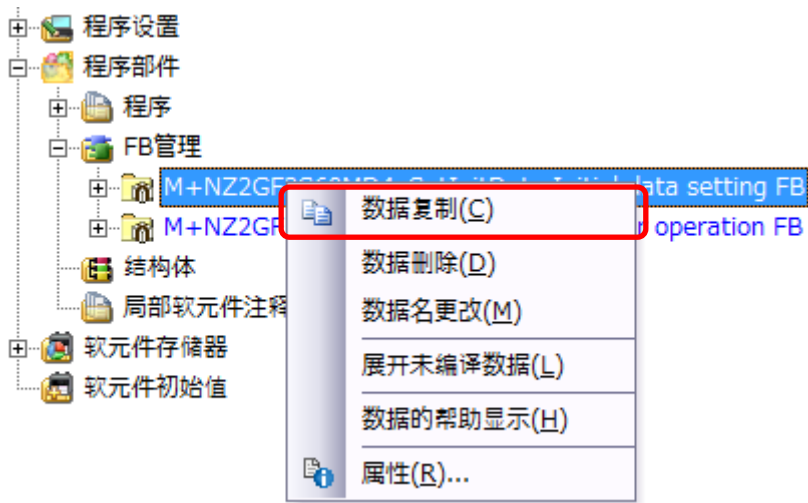 程序设置
程序部件
程序
FB管理
M+NZ2GF2S60MD4_SetInitData Initial data setting FB
M+NZ2GF r operation FB
结构体
局部软元件注释
软元件存储器
软元件初始值
数据复制(C)
数据删除(D)
数据名更改(M)
展开未编译数据(L)
数据的帮助显示(H)
属性(R)...